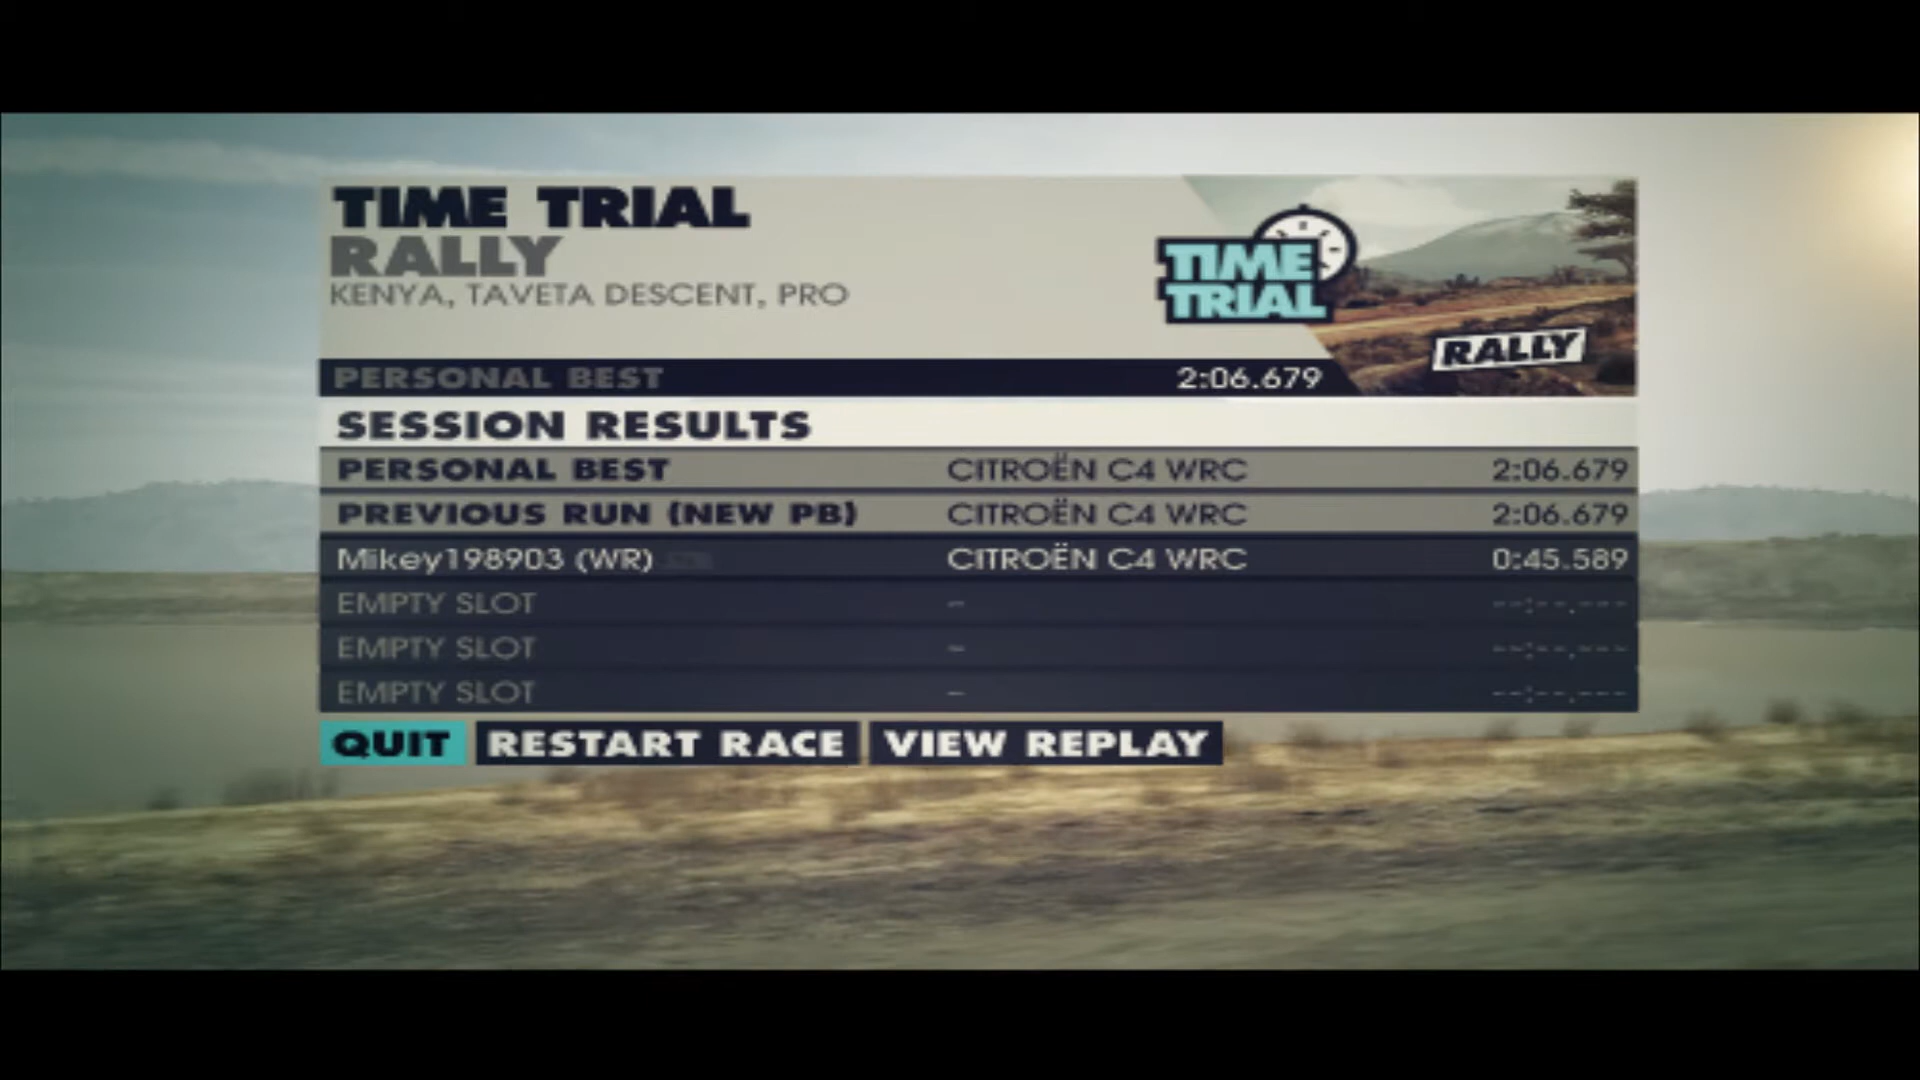 TIME TRIAL
RALLY
KENYA, TAVETA DESCENT, PRO
TIME
TRIAL
RALLY
PERSONAL BEST 2:06.679
SESSION RESULTS
PERSONAL BEST CITROËN C4 WRC 2:06.679
PREVIOUS RUN (NEW PB) CITROËN C4 WRC 2:06.679
Mikey198903 (WR) CITROËN C4 WRC 0:45.589
EMPTY SLOT - --:--.---
EMPTY SLOT - --:--.---
EMPTY SLOT - --:--.---
QUIT RESTART RACE VIEW REPLAY